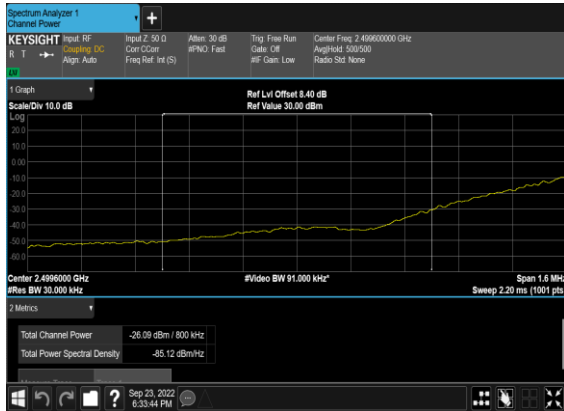 Spectrum Analyzer 1
Channel Power
+
KEYSIGHT Input: RF Input Z: 50 Ω Atten: 30 dB Trig: Free Run Center Freq: 2.499600000 GHz
R T Coupling: DC Corr CCorr #PNO: Fast Gate: Off Avg|Hold: 500/500
Align: Auto Freq Ref: Int (S) #IF Gain: Low Radio Std: None
1 Graph
Ref Lvl Offset 8.40 dB
Scale/Div 10.0 dB Ref Value 30.00 dBm
Log
20.0
10.0
0.00
-10.0
-20.0
-30.0
-40.0
-50.0
-60.0
Center 2.4996000 GHz #Video BW 91.000 kHz* Span 1.6 MHz
#Res BW 30.000 kHz Sweep 2.20 ms (1001 pts
2 Metrics
Total Channel Power -26.09 dBm / 800 kHz
Total Power Spectral Density -85.12 dBm/Hz
? Sep 23, 2022
6:33:44 PM